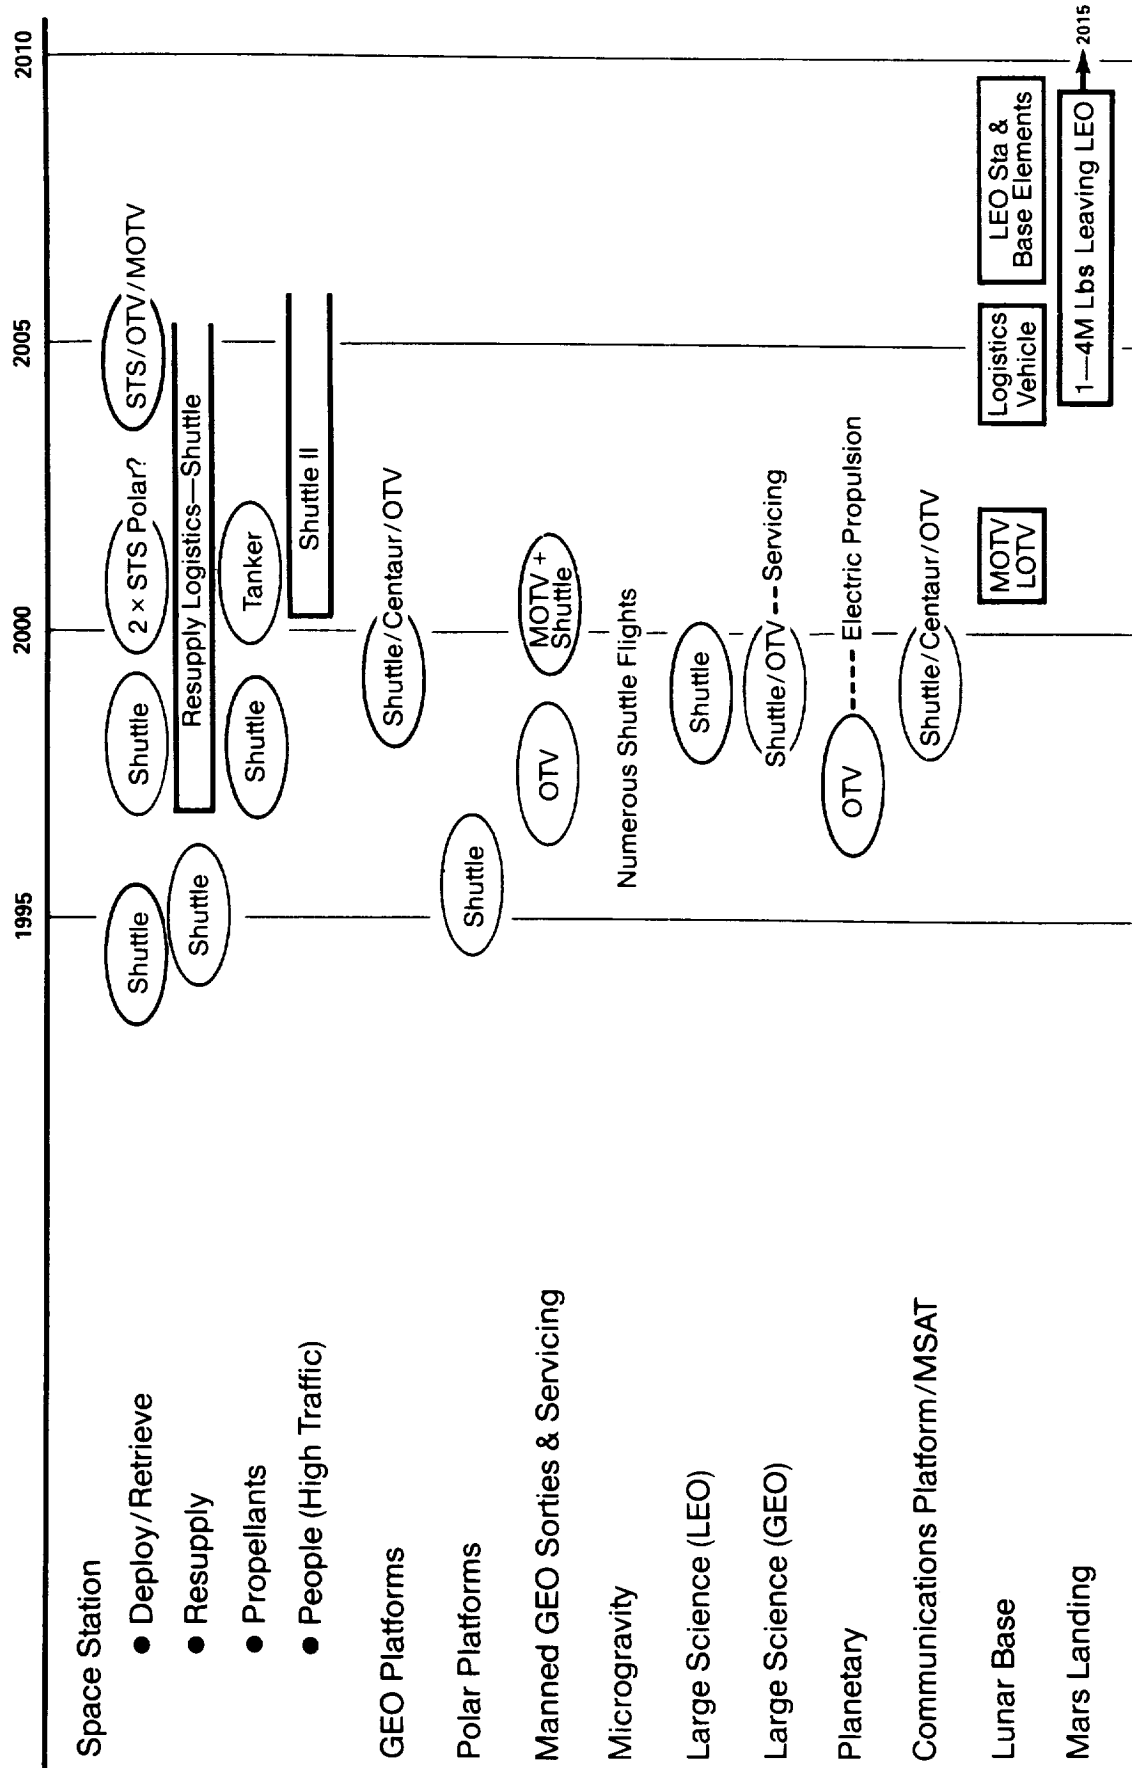 1995 2000 2005 2010
Space Station
● Deploy/Retrieve Shuttle Shuttle 2 × STS Polar? STS/OTV/MOTV
● Resupply Shuttle Resupply Logistics—Shuttle
● Propellants Shuttle Tanker
● People (High Traffic) Shuttle II
GEO Platforms Shuttle/Centaur/OTV
Polar Platforms Shuttle
Manned GEO Sorties & Servicing OTV MOTV +
Shuttle
Microgravity Numerous Shuttle Flights
Large Science (LEO) Shuttle
Large Science (GEO) Shuttle/OTV -- Servicing
Planetary OTV ----- Electric Propulsion
Communications Platform/MSAT Shuttle/Centaur/OTV
Lunar Base MOTV
LOTV
Logistics
Vehicle
LEO Sta &
Base Elements
Mars Landing 1—4M Lbs Leaving LEO 2015